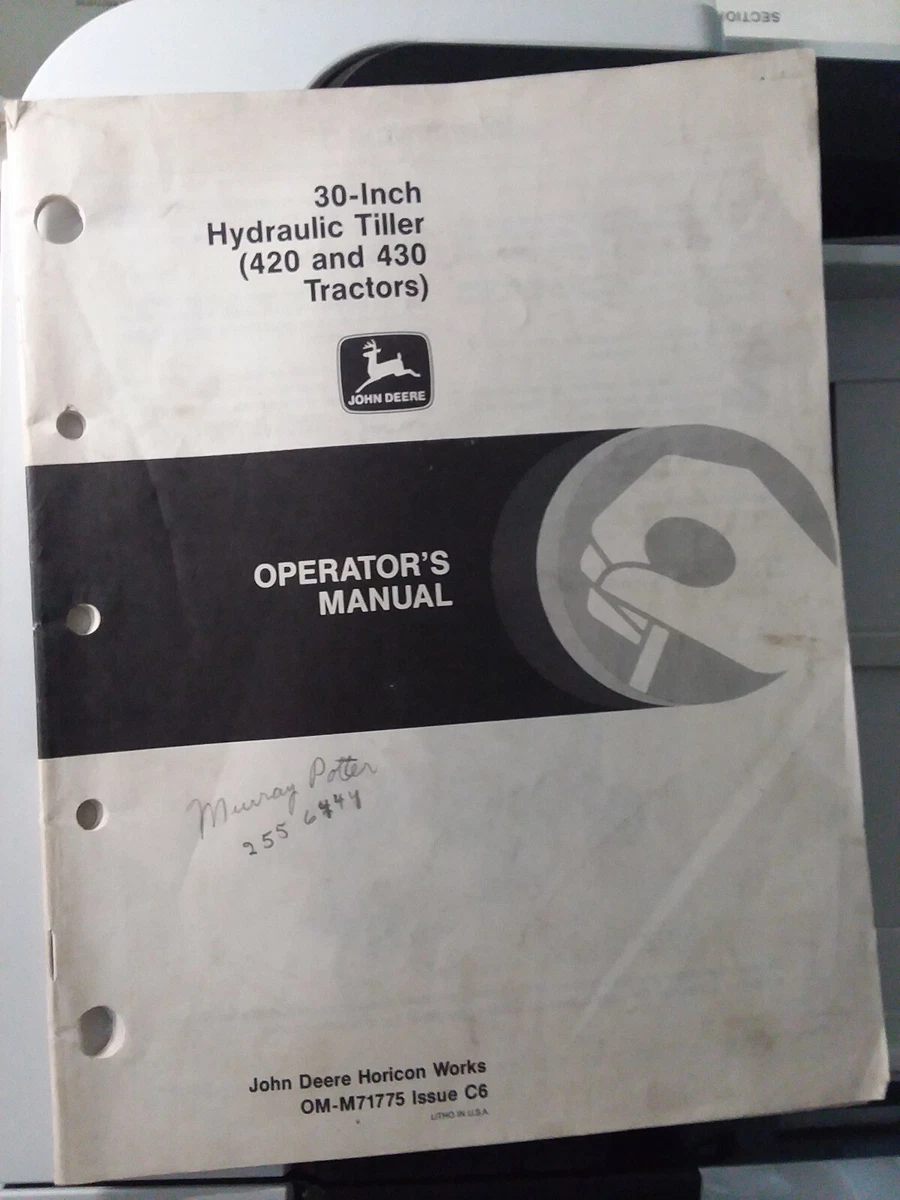 SECTION
30-Inch
Hydraulic Tiller
(420 and 430
Tractors)
JOHN DEERE
OPERATOR'S
MANUAL
Murray Potter
255
John Deere Horicon Works
OM-M71775 Issue C6
LITHO IN U.S.A.